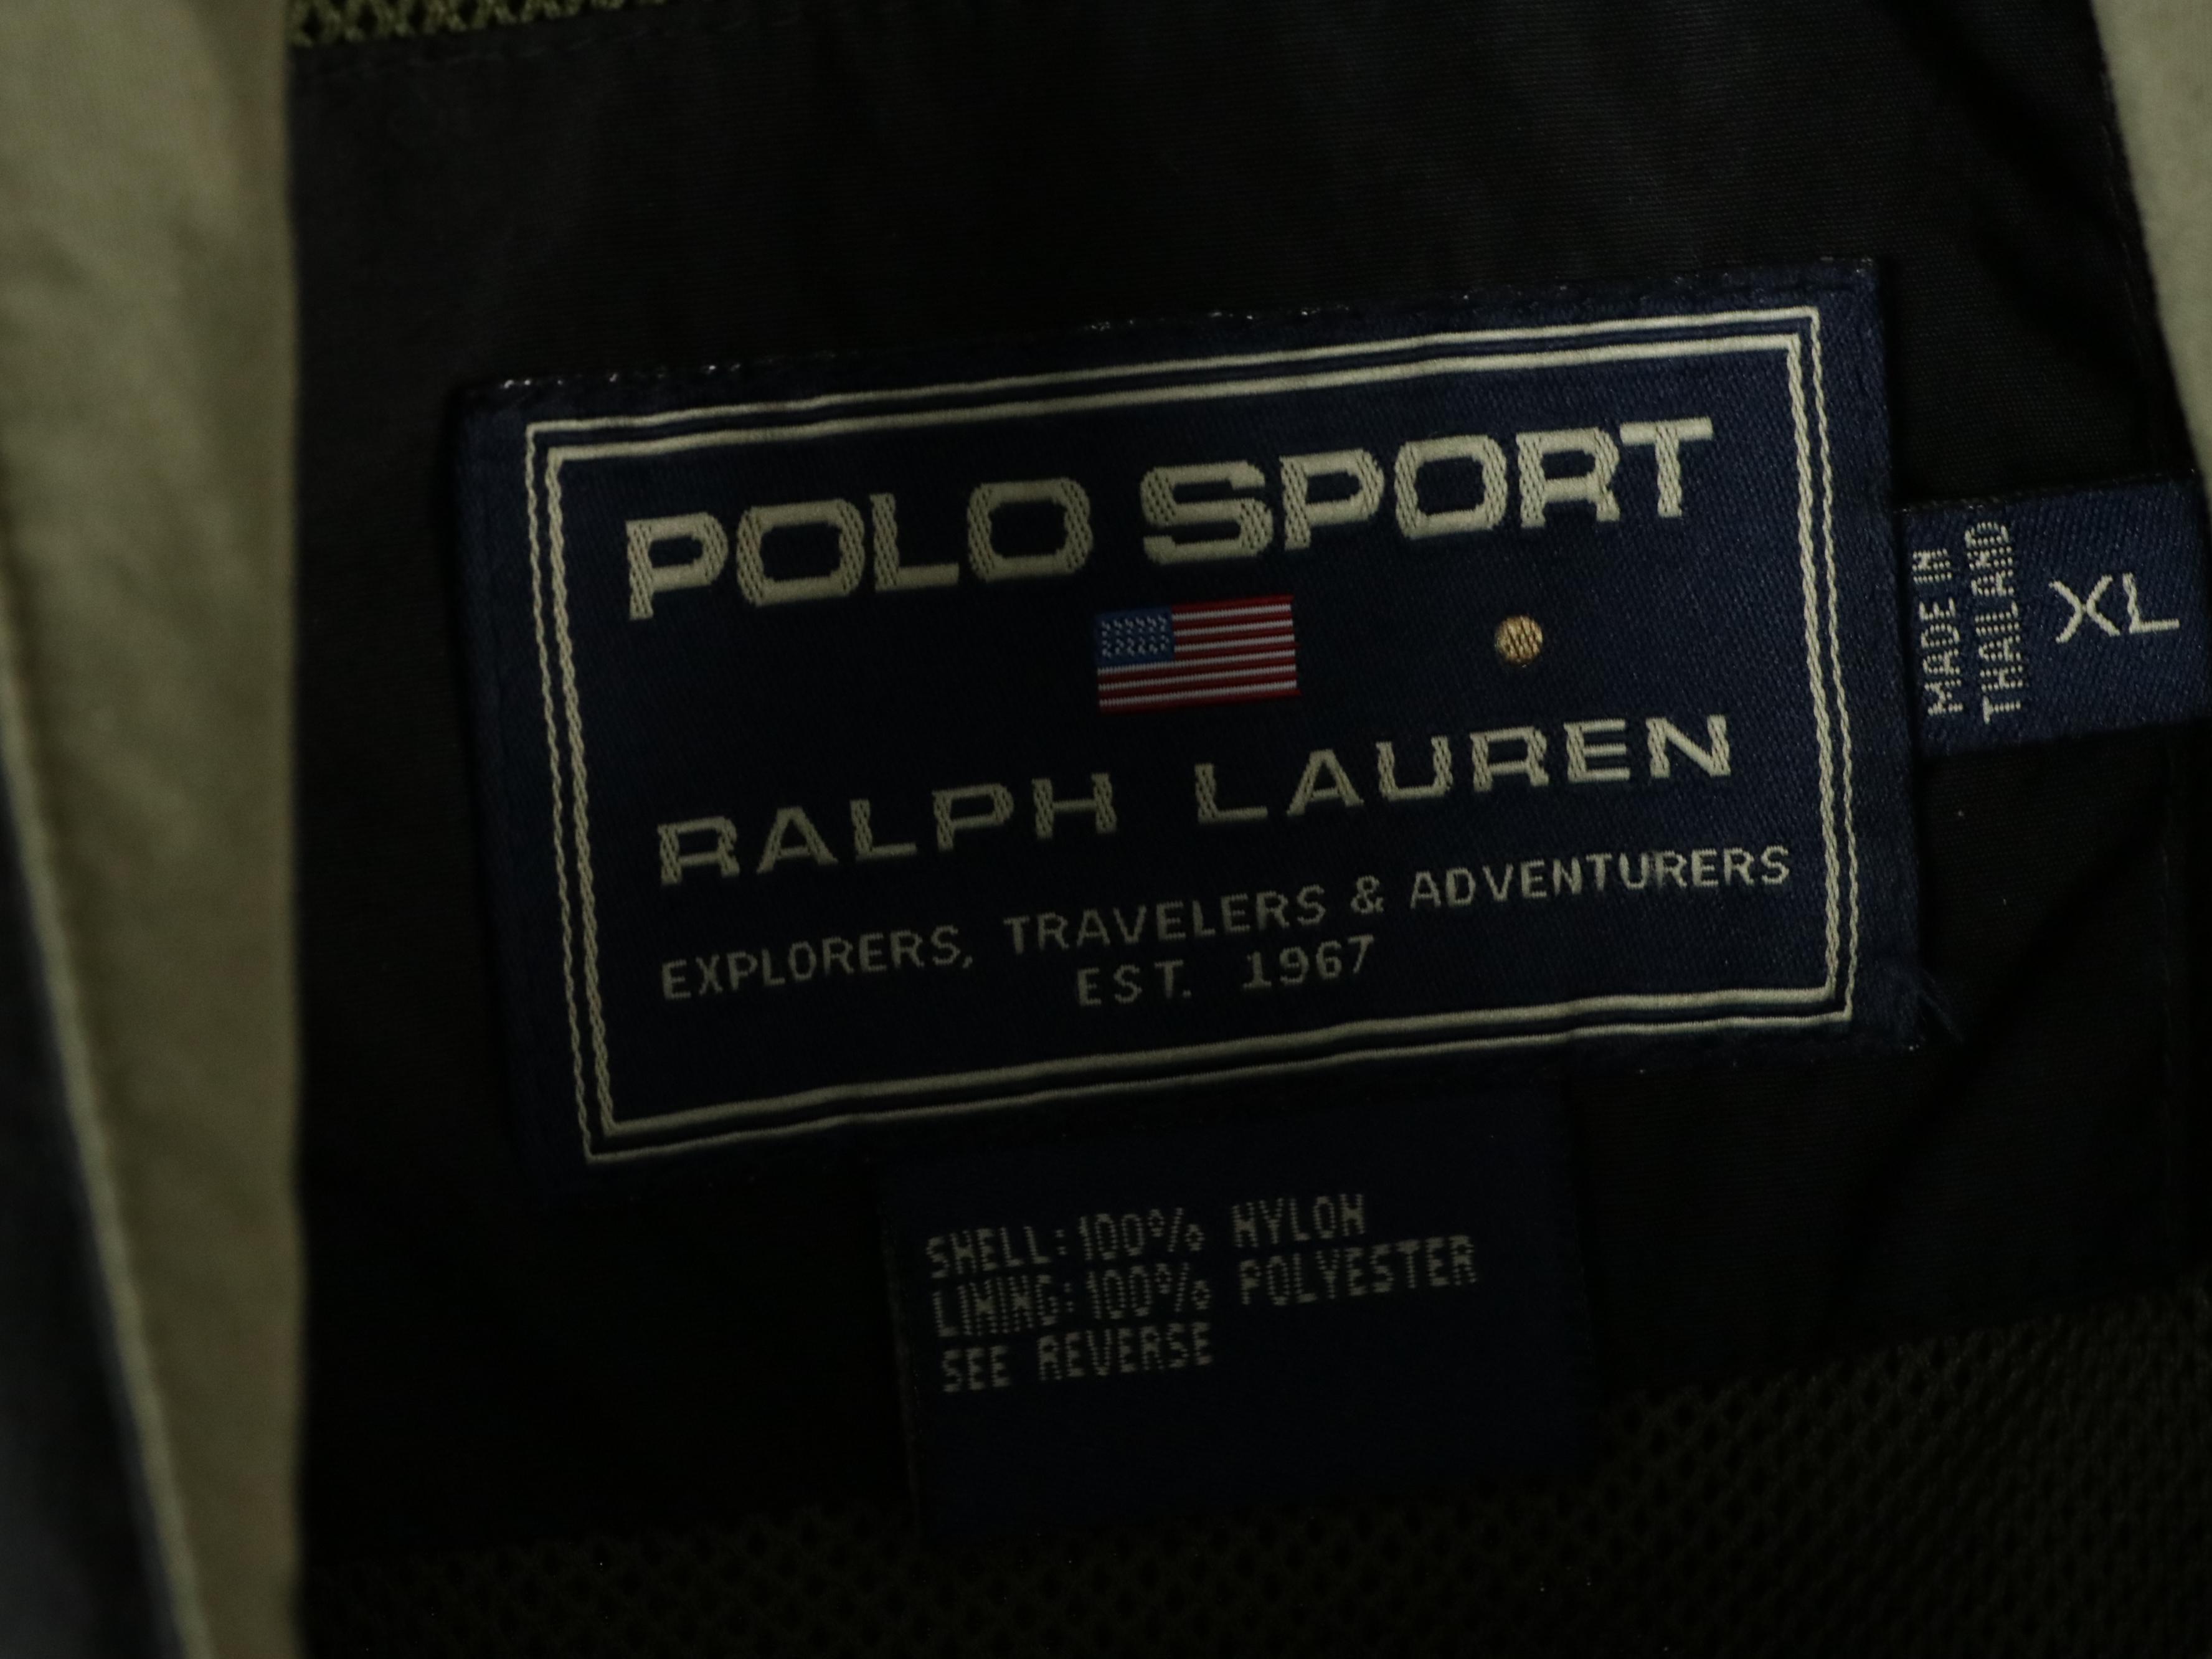 POLO SPORT
RALPH LAUREN
EXPLORERS, TRAVELERS & ADVENTURERS
EST. 1967
MADE IN
THAILAND
XL
SHELL:100% NYLON
LINING:100% POLYESTER
SEE REVERSE